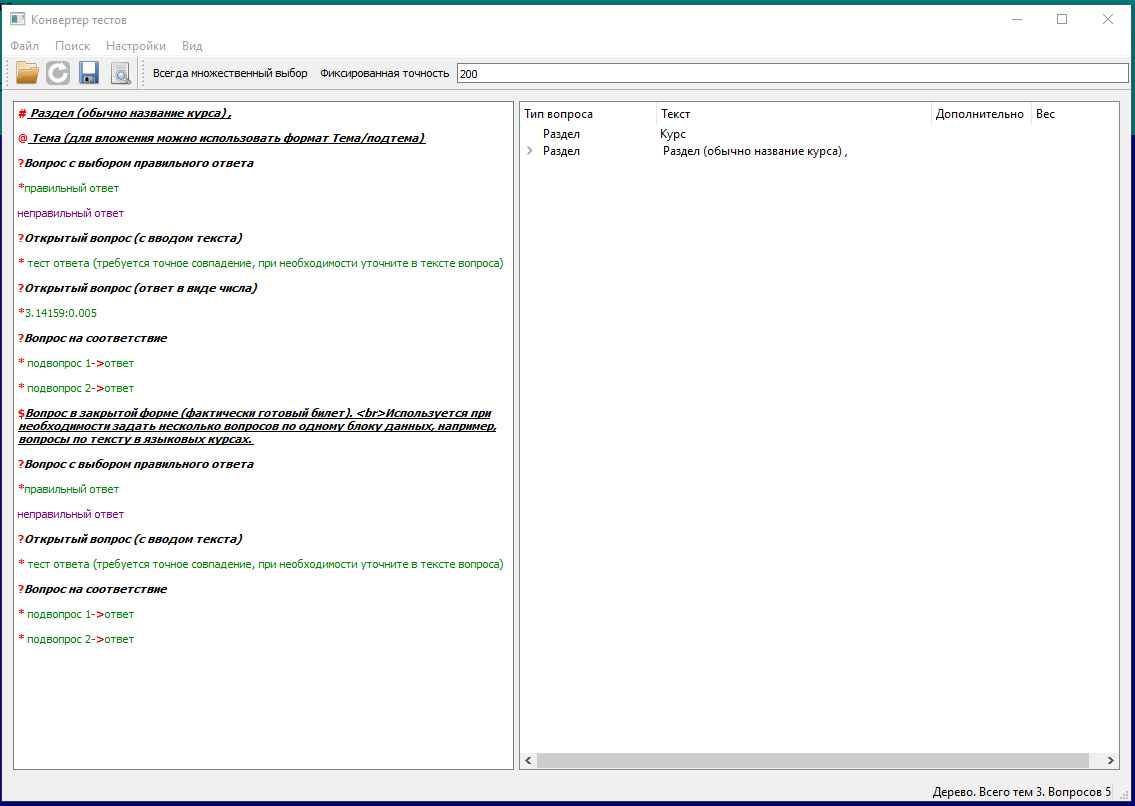 Конвертер тестов
Файл Поиск Настройки Вид
Всегда множественный выбор Фиксированная точность 200
# Раздел (обычно название курса) ,
@ Тема (для вложения можно использовать формат Тема/подтема)
?Вопрос с выбором правильного ответа
*правильный ответ
неправильный ответ
?Открытый вопрос (с вводом текста)
* тест ответа (требуется точное совпадение, при необходимости уточните в тексте вопроса)
?Открытый вопрос (ответ в виде числа)
*3.14159:0.005
?Вопрос на соответствие
* подвопрос 1->ответ
* подвопрос 2->ответ
$Вопрос в закрытой форме (фактически готовый билет). <br>Используется при
необходимости задать несколько вопросов по одному блоку данных, например,
вопросы по тексту в языковых курсах.
?Вопрос с выбором правильного ответа
*правильный ответ
неправильный ответ
?Открытый вопрос (с вводом текста)
* тест ответа (требуется точное совпадение, при необходимости уточните в тексте вопроса)
?Вопрос на соответствие
* подвопрос 1->ответ
* подвопрос 2->ответ
Тип вопроса Текст Дополнительно Вес
Раздел Курс
Раздел Раздел (обычно название курса) ,
Дерево. Всего тем 3. Вопросов 5